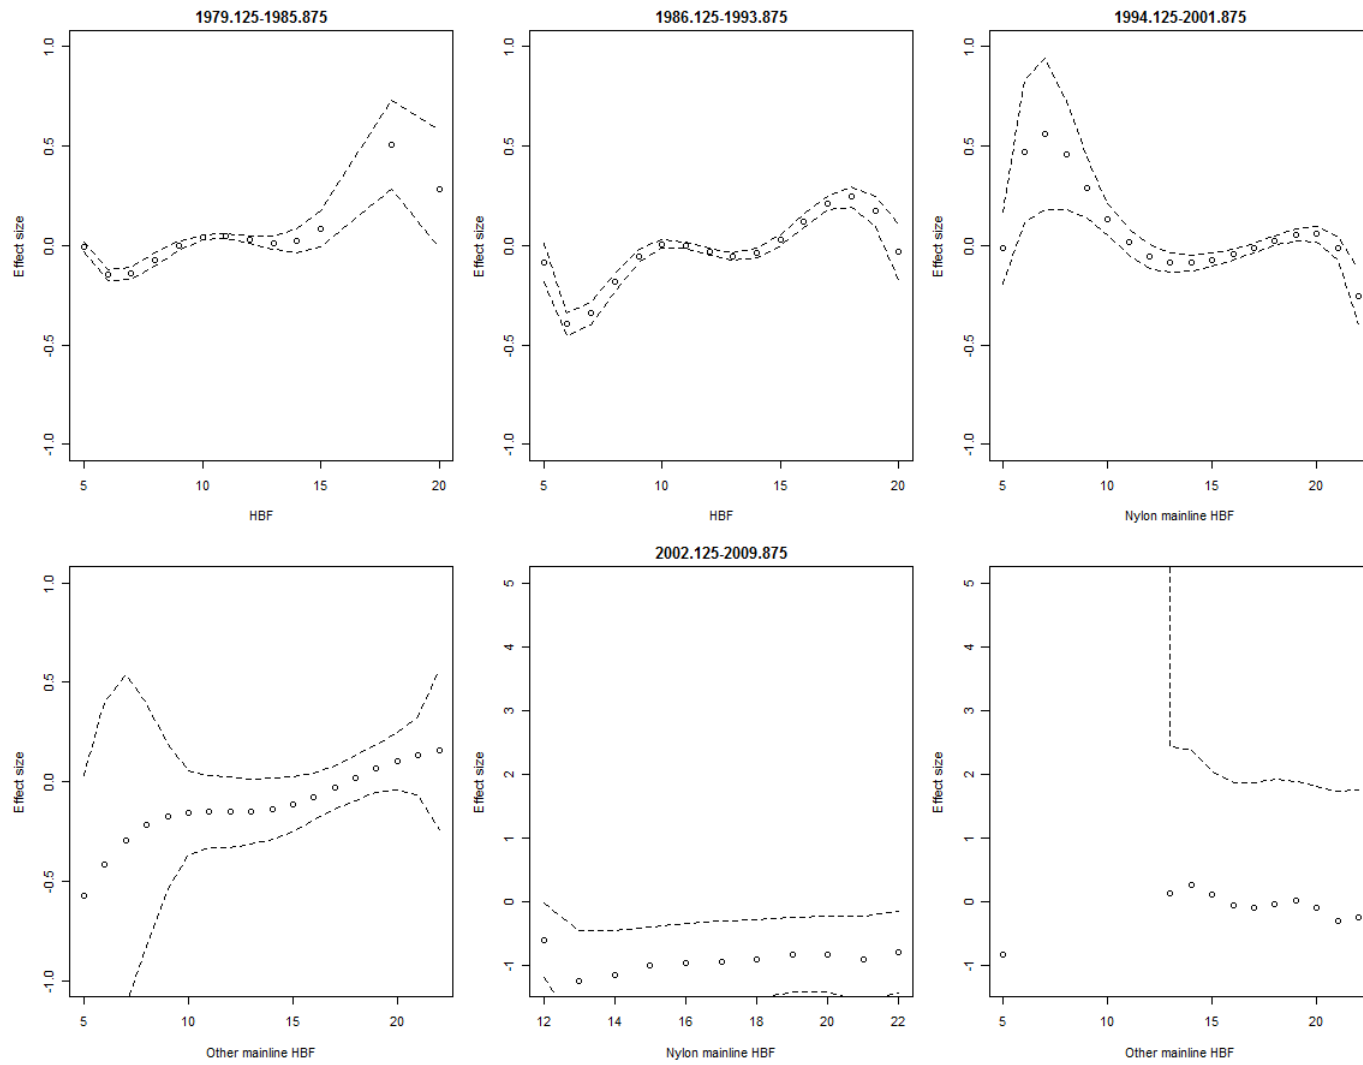 1979.125-1985.875
1.0
0.5
0.0
-0.5
-1.0
Effect size
5 10 15 20
HBF
1986.125-1993.875
1.0
0.5
0.0
-0.5
-1.0
Effect size
5 10 15 20
HBF
1994.125-2001.875
1.0
0.5
0.0
-0.5
-1.0
Effect size
5 10 15 20
Nylon mainline HBF
1.0
0.5
0.0
-0.5
-1.0
Effect size
5 10 15 20
Other mainline HBF
2002.125-2009.875
5
4
3
2
1
0
-1
Effect size
12 14 16 18 20 22
Nylon mainline HBF
5
4
3
2
1
0
-1
Effect size
5 10 15 20
Other mainline HBF